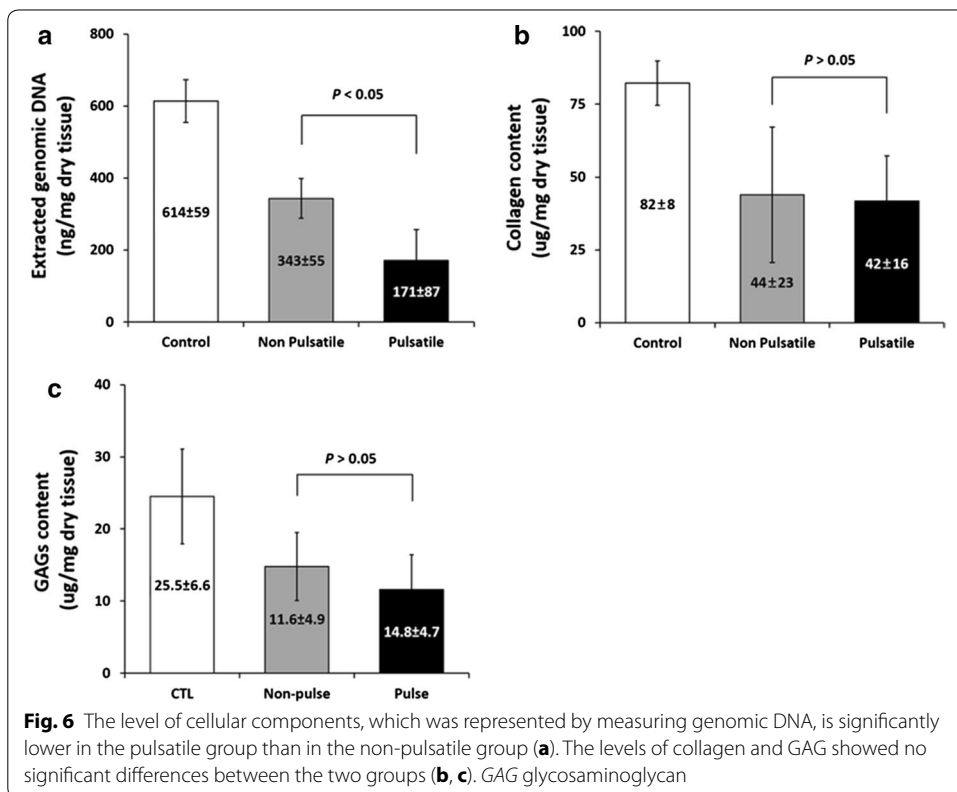 a
800
600
400
200
0
Extracted genomic DNA
(ng/mg dry tissue)
P < 0.05
614±59
343±55
171±87
Control Non Pulsatile Pulsatile
b
100
75
50
25
0
Collagen content
(ug/mg dry tissue)
P > 0.05
82±8
44±23
42±16
Control Non Pulsatile Pulsatile
c
40
30
20
10
0
GAGs content
(ug/mg dry tissue)
P > 0.05
25.5±6.6
11.6±4.9
14.8±4.7
CTL Non-pulse Pulse
Fig. 6 The level of cellular components, which was represented by measuring genomic DNA, is significantly
lower in the pulsatile group than in the non-pulsatile group (a). The levels of collagen and GAG showed no
significant differences between the two groups (b, c). GAG glycosaminoglycan